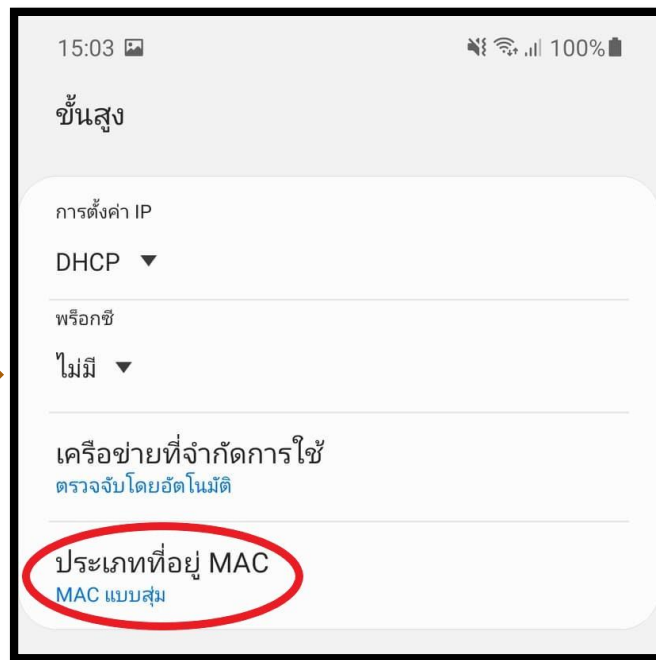 15:03 100%
ขั้นสูง
การตั้งค่า IP
DHCP
พร็อกซี
ไม่มี
เครือข่ายที่จำกัดการใช้
ตรวจจับโดยอัตโนมัติ
ประเภทที่อยู่ MAC
MAC แบบสุ่ม